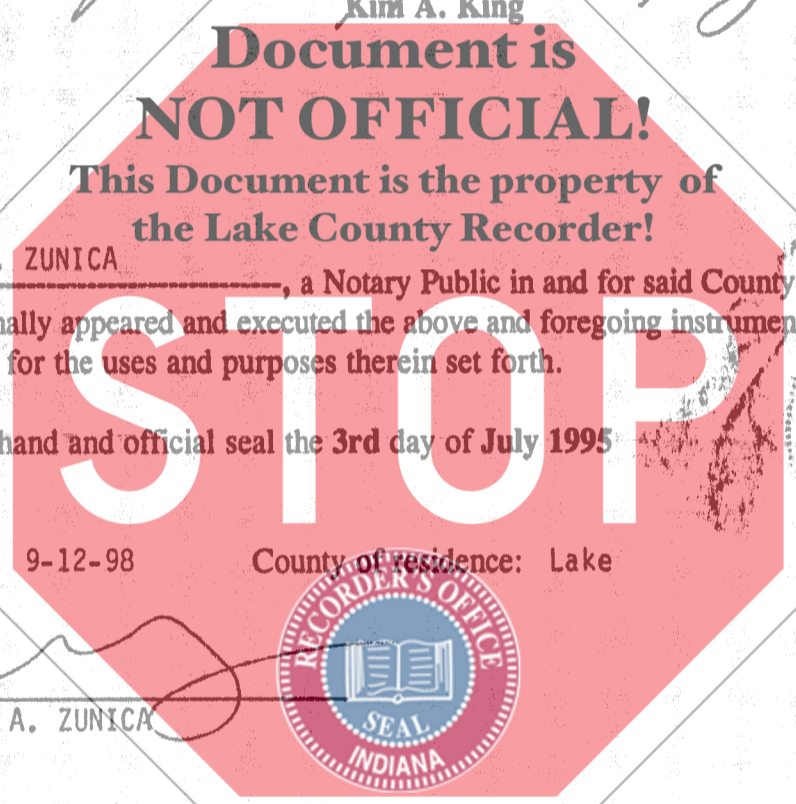 Kim A. King
Document is
NOT OFFICIAL!
This Document is the property of
the Lake County Recorder!
ZUNICA
, a Notary Public in and for said County
nally appeared and executed the above and foregoing instrumen
for the uses and purposes therein set forth.
STOP
hand and official seal the 3rd day of July 1995
9-12-98 County of residence: Lake
RECORDER'S OFFICE
SEAL
INDIANA
A. ZUNICA